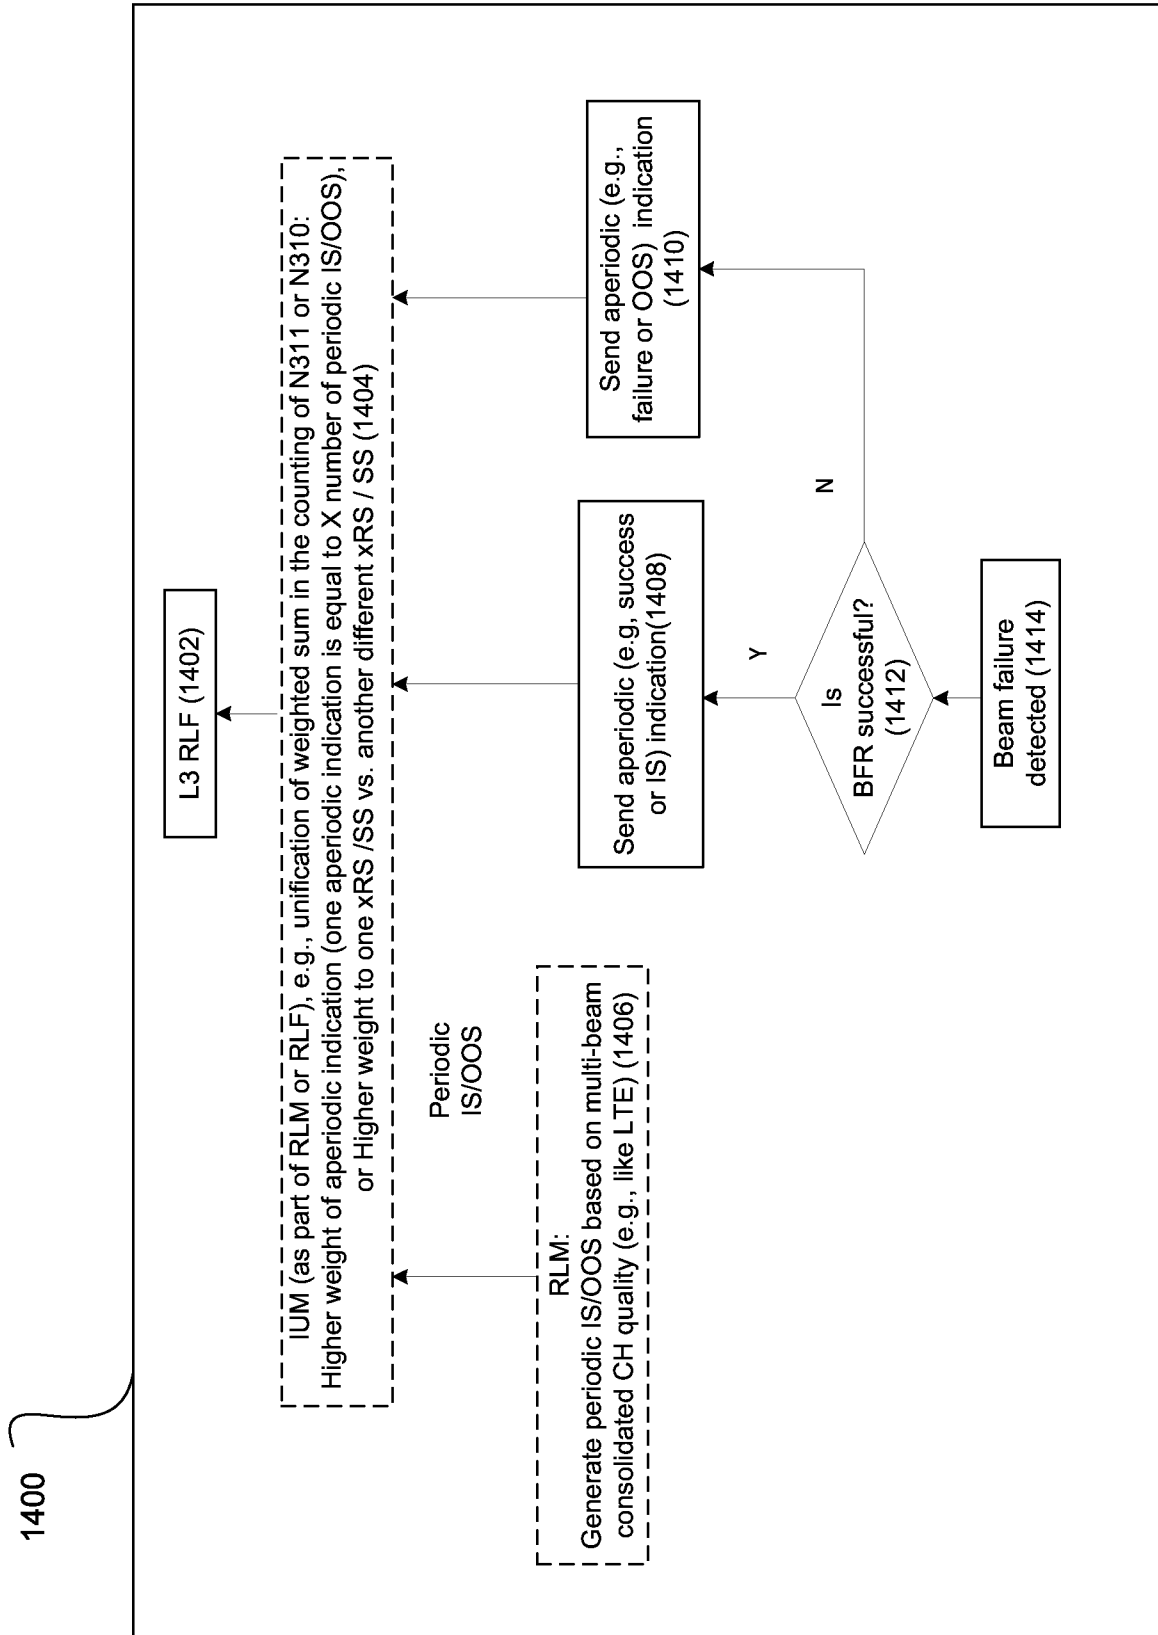 1400
L3 RLF (1402)
IUM (as part of RLM or RLF), e.g., unification of weighted sum in the counting of N311 or N310:
Higher weight of aperiodic indication (one aperiodic indication is equal to X number of periodic IS/OOS),
or Higher weight to one xRS /SS vs. another different xRS / SS (1404)
Periodic
IS/OOS
RLM:
Generate periodic IS/OOS based on multi-beam
consolidated CH quality (e.g., like LTE) (1406)
Send aperiodic (e.g, success
or IS) indication(1408)
Send aperiodic (e.g.,
failure or OOS) indication
(1410)
Y
N
Is
BFR successful?
(1412)
Beam failure
detected (1414)